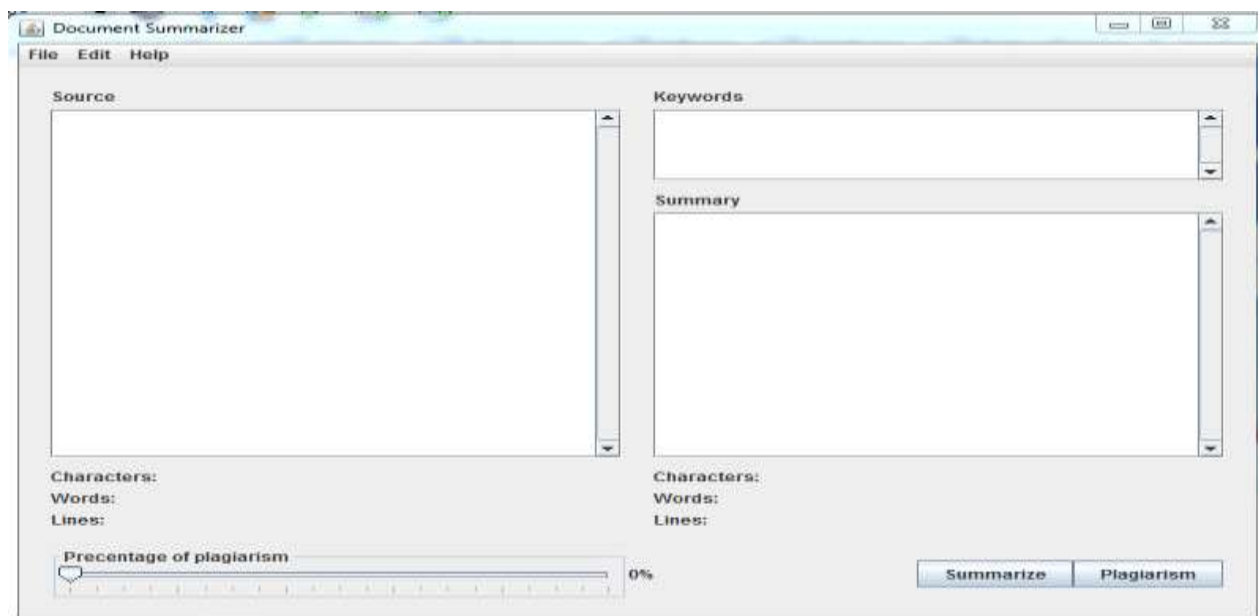 Document Summarizer
File Edit Help
Source
Keywords
Summary
Characters:
Words:
Lines:
Characters:
Words:
Lines:
Precentage of plagiarism
0%
Summarize Plagiarism